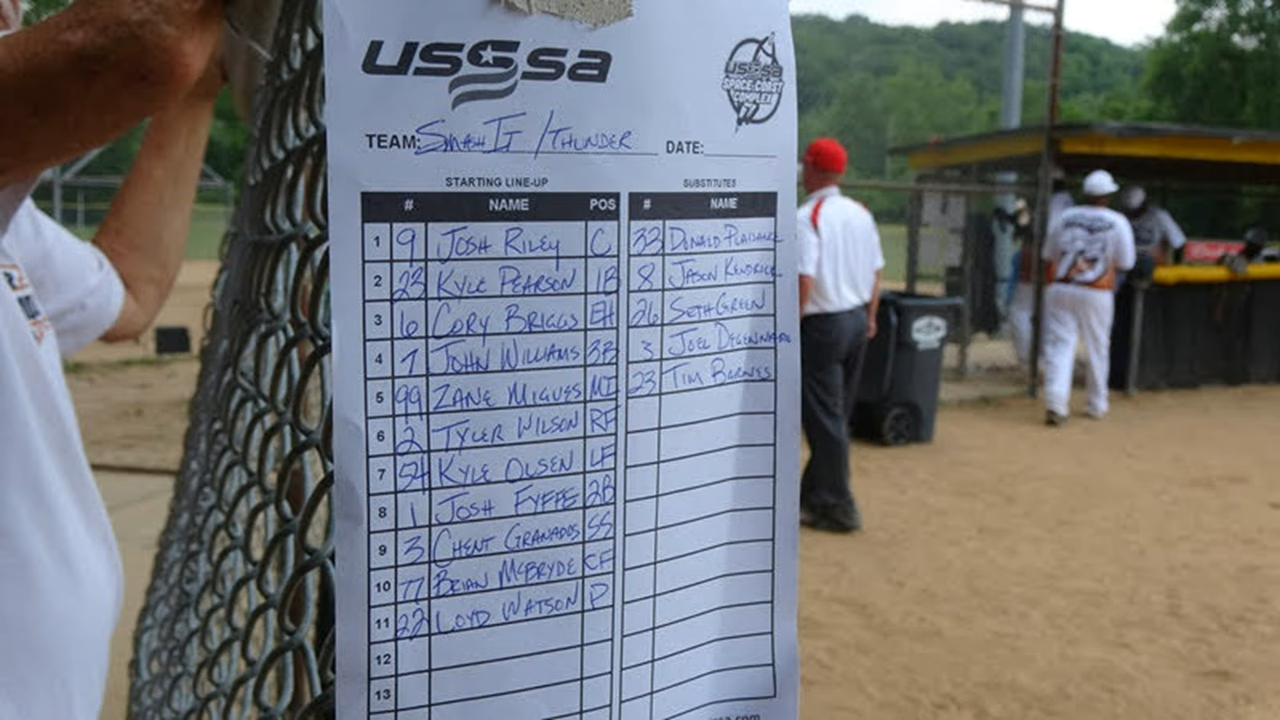 USSSA
USSSA
SPACE COAST
COMPLEX
TEAM: SMASH IT / THUNDER DATE:
STARTING LINE-UP
# NAME POS
1 9 JOSH RILEY C
2 23 KYLE PEARSON 1B
3 6 CORY BRIGGS EH
4 7 JOHN WILLIAMS 3B
5 99 ZANE MIGUES MI
6 2 TYLER WILSON RF
7 54 KYLE OLSEN LF
8 1 JOSH FYFFE 2B
9 3 CHENT GRANADOS SS
10 77 BRIAN MCBRYDE CF
11 22 LOYD WATSON P
12
13
SUBSTITUTES
# NAME
33 DONALD PLAISANCE
8 JASON KENDRICK
26 SETH GREEN
3 JOEL
23 TIM BARNES